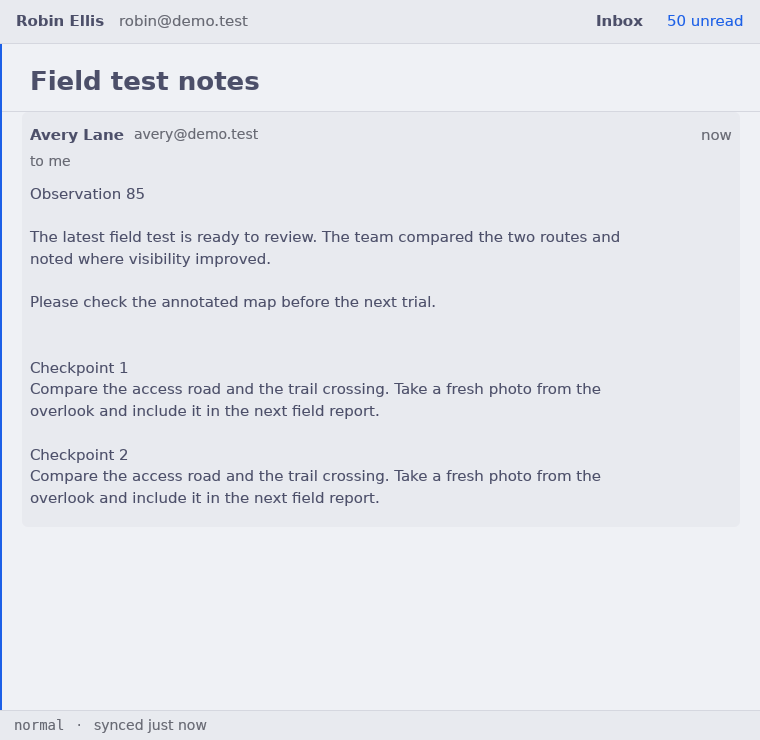 Robin Ellis robin@demo.test Inbox 50 unread
Field test notes
Avery Lane avery@demo.test now
to me
Observation 85
The latest field test is ready to review. The team compared the two routes and
noted where visibility improved.
Please check the annotated map before the next trial.
Checkpoint 1
Compare the access road and the trail crossing. Take a fresh photo from the
overlook and include it in the next field report.
Checkpoint 2
Compare the access road and the trail crossing. Take a fresh photo from the
overlook and include it in the next field report.
normal · synced just now